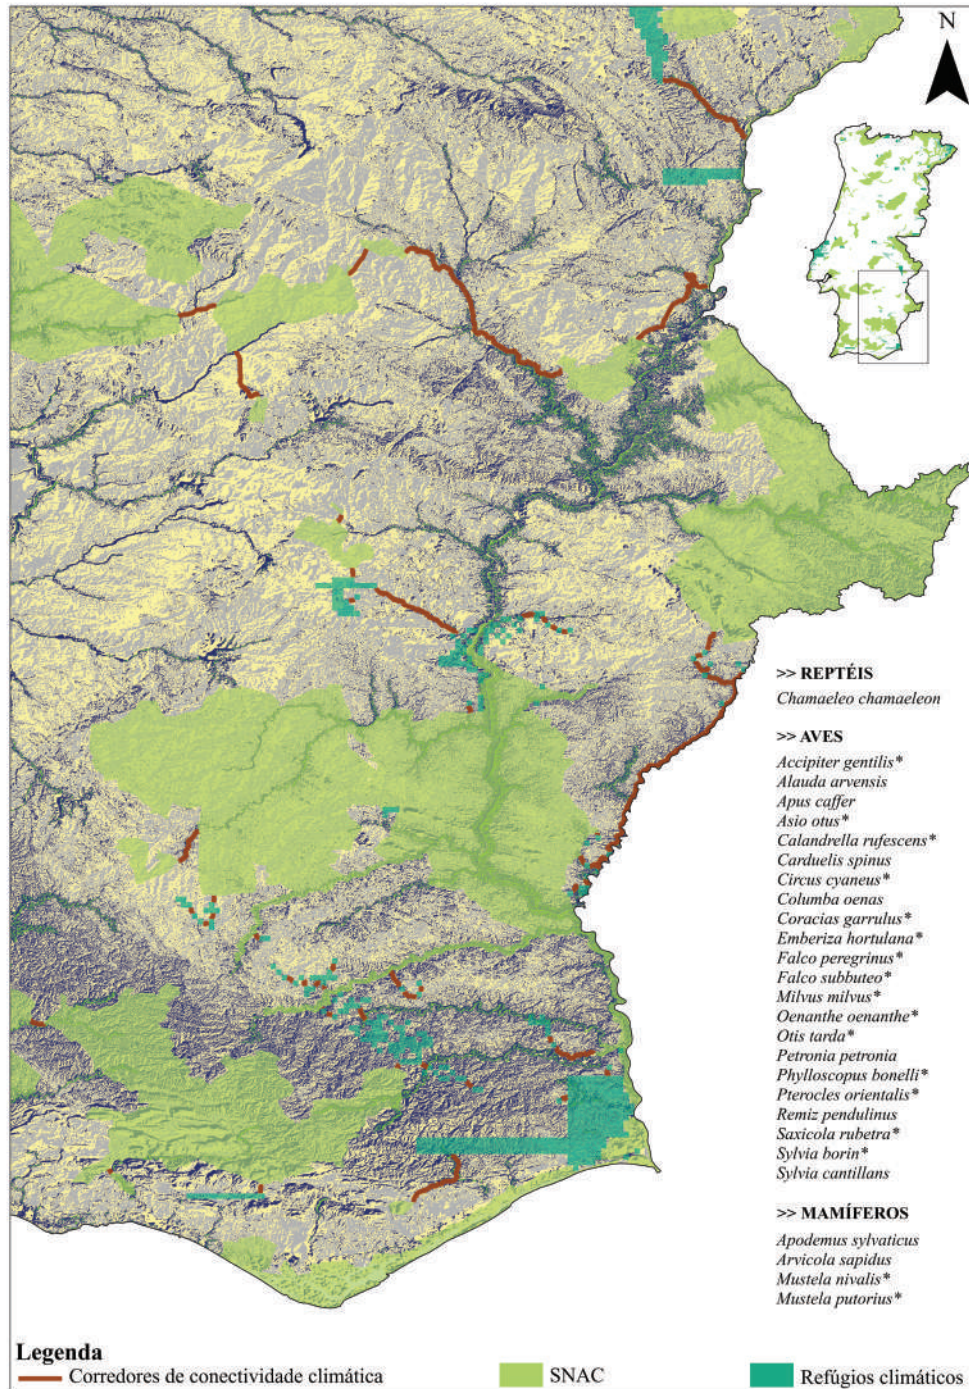 N
>> REPTÉIS
Chamaeleo chamaeleon
>> AVES
Accipiter gentilis*
Alauda arvensis
Apus caffer
Asio otus*
Calandrella rufescens*
Carduelis spinus
Circus cyaneus*
Columba oenas
Coracias garrulus*
Emberiza hortulana*
Falco peregrinus*
Falco subbuteo*
Milvus milvus*
Oenanthe oenanthe*
Otis tarda*
Petronia petronia
Phylloscopus bonelli*
Pterocles orientalis*
Remiz pendulinus
Saxicola rubetra*
Sylvia borin*
Sylvia cantillans
>> MAMÍFEROS
Apodemus sylvaticus
Arvicola sapidus
Mustela nivalis*
Mustela putorius*
Legenda
Corredores de conectividade climática
SNAC
Refúgios climáticos